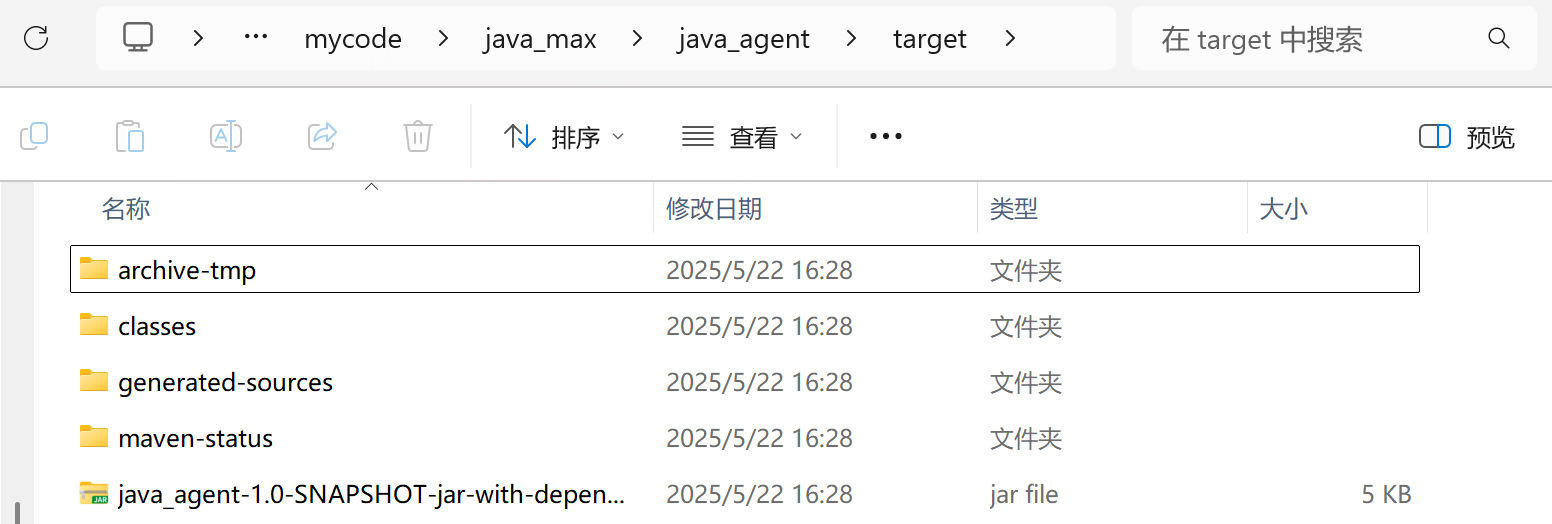 mycode java_max java_agent target 在 target 中搜索
排序 查看 预览
名称 修改日期 类型 大小
archive-tmp 2025/5/22 16:28 文件夹
classes 2025/5/22 16:28 文件夹
generated-sources 2025/5/22 16:28 文件夹
maven-status 2025/5/22 16:28 文件夹
java_agent-1.0-SNAPSHOT-jar-with-depen... 2025/5/22 16:28 jar file 5 KB